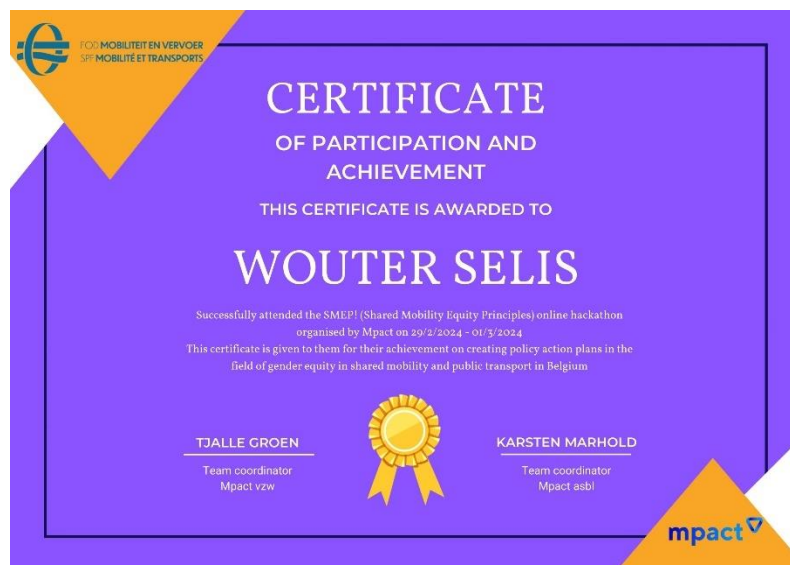 FOD MOBILITEIT EN VERVOER
SPF MOBILITÉ ET TRANSPORTS
CERTIFICATE
OF PARTICIPATION AND
ACHIEVEMENT
THIS CERTIFICATE IS AWARDED TO
WOUTER SELIS
Successfully attended the SMEP! (Shared Mobility Equity Principles) online hackathon
organised by Mpact on 29/2/2024 - 01/3/2024
This certificate is given to them for their achievement on creating policy action plans in the
field of gender equity in shared mobility and public transport in Belgium
TJALLE GROEN
Team coordinator
Mpact vzw
KARSTEN MARHOLD
Team coordinator
Mpact asbl
mpact